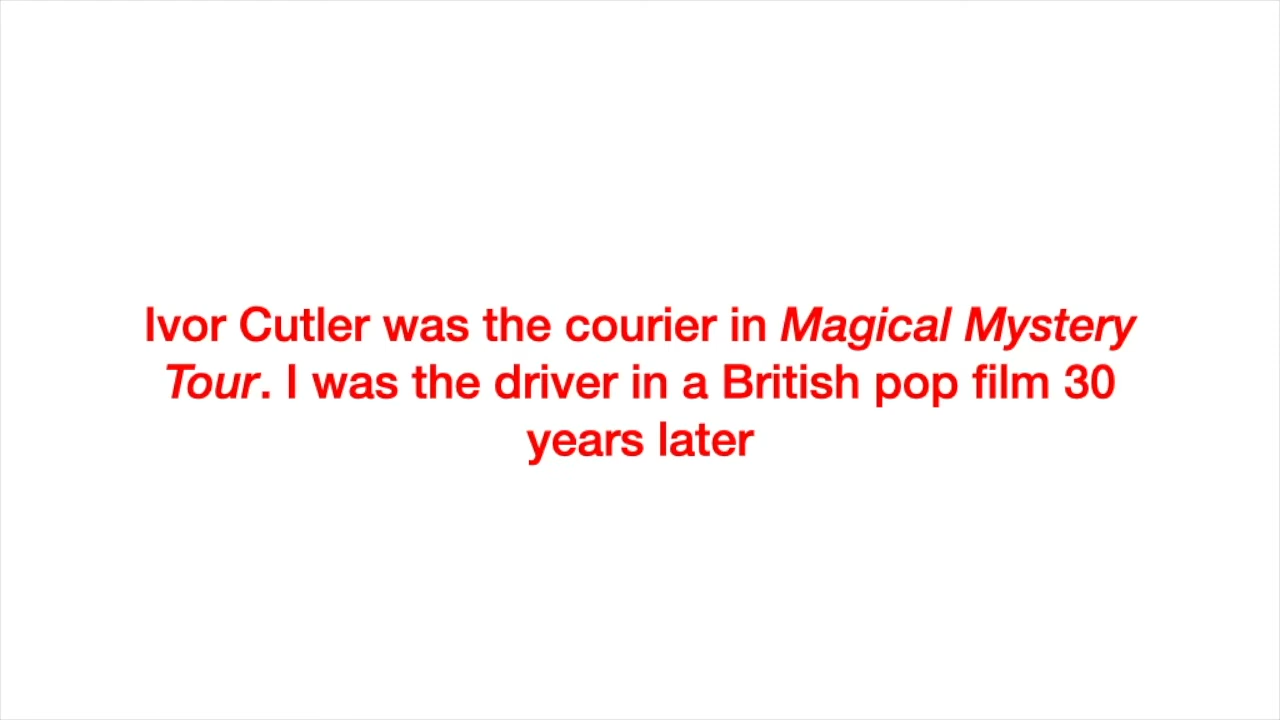 Ivor Cutler was the courier in Magical Mystery
Tour. I was the driver in a British pop film 30
years later